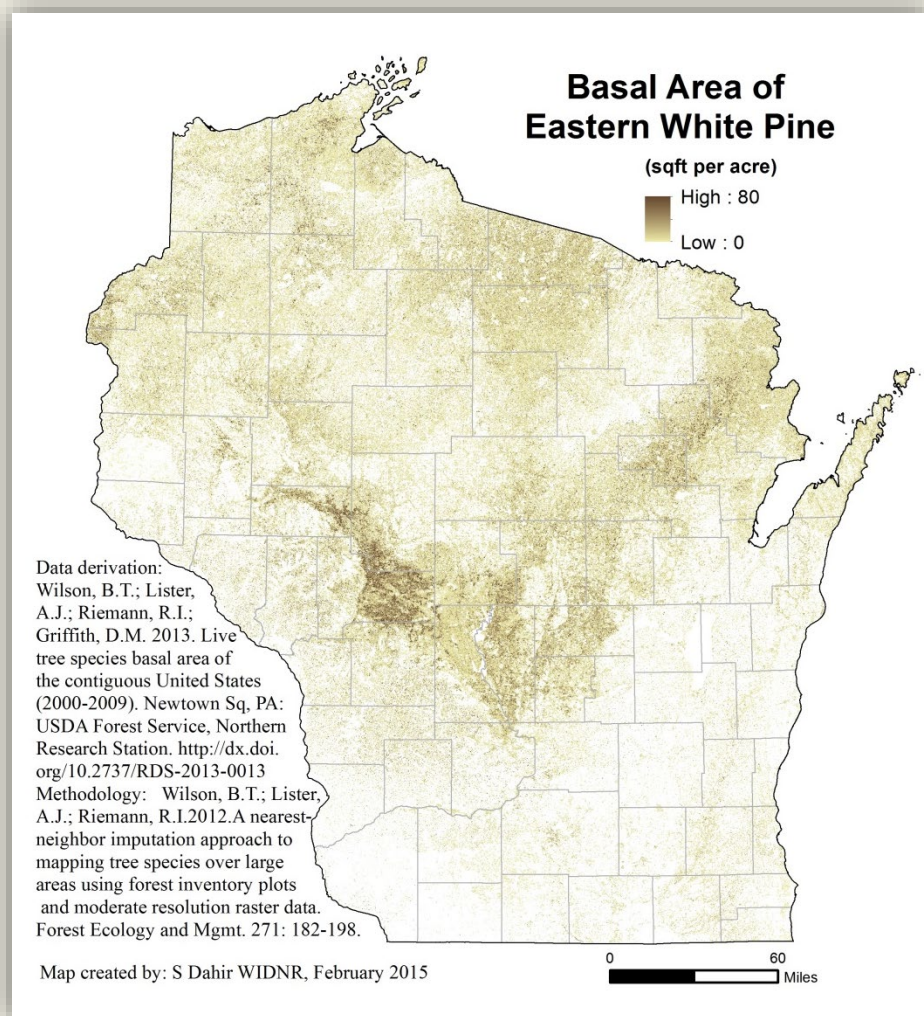 Basal Area of
Eastern White Pine
(sqft per acre)
High : 80
Low : 0
Data derivation:
Wilson, B.T.; Lister,
A.J.; Riemann, R.I.;
Griffith, D.M. 2013. Live
tree species basal area of
the contiguous United States
(2000-2009). Newtown Sq, PA:
USDA Forest Service, Northern
Research Station. http://dx.doi.
org/10.2737/RDS-2013-0013
Methodology: Wilson, B.T.; Lister,
A.J.; Riemann, R.I.2012.A nearest-
neighbor imputation approach to
mapping tree species over large
areas using forest inventory plots
and moderate resolution raster data.
Forest Ecology and Mgmt. 271: 182-198.
Map created by: S Dahir WIDNR, February 2015
0 60
Miles